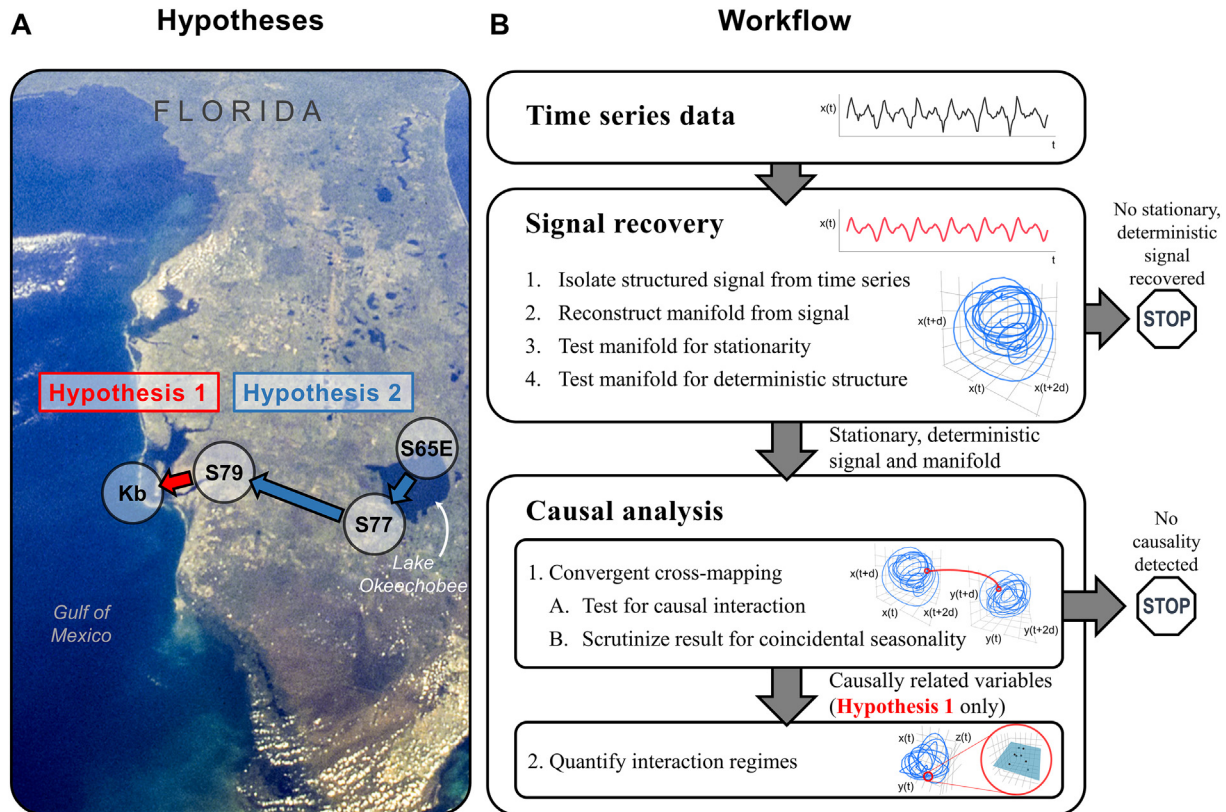 A
Hypotheses
FLORIDA
Hypothesis 1
Hypothesis 2
S65E
S79
Kb
S77
Lake
Okeechobee
Gulf of
Mexico
B
Workflow
Time series data
x(t)
t
Signal recovery
x(t)
t
1. Isolate structured signal from time series
2. Reconstruct manifold from signal
3. Test manifold for stationarity
4. Test manifold for deterministic structure
x(t+d)
x(t)
x(t+2d)
No stationary,
deterministic
signal
recovered
STOP
Stationary, deterministic
signal and manifold
Causal analysis
1. Convergent cross-mapping
A. Test for causal interaction
B. Scrutinize result for coincidental seasonality
x(t+d)
x(t)
x(t+2d)
y(t+d)
y(t)
y(t+2d)
No
causality
detected
STOP
Causally related variables
(Hypothesis 1 only)
2. Quantify interaction regimes
x(t)
z(t)
y(t)